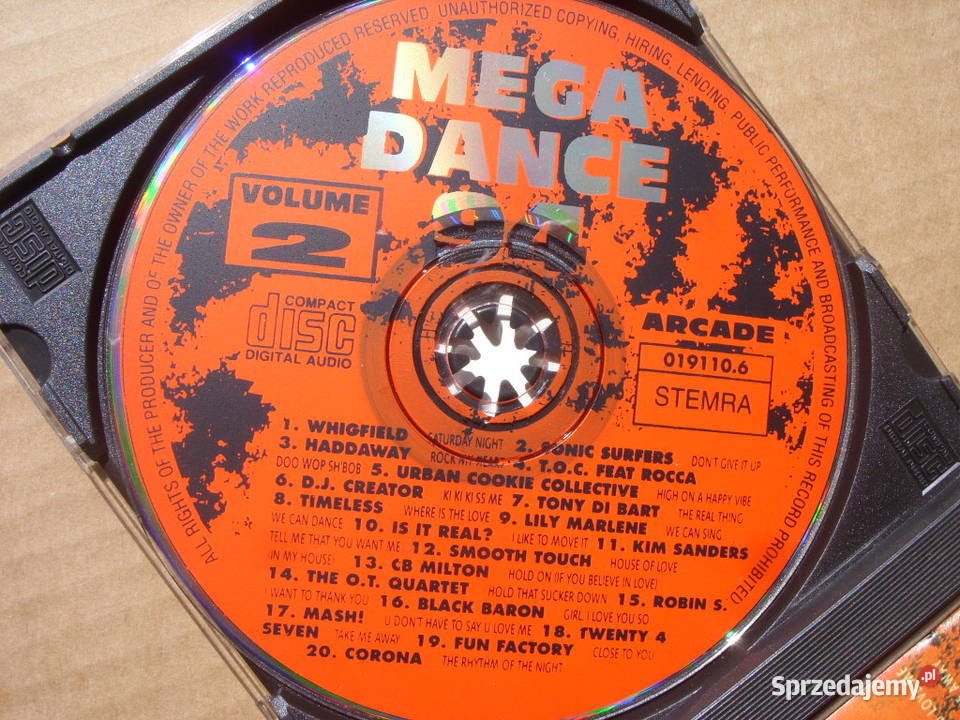 ALL RIGHTS OF THE PRODUCER AND OF THE OWNER OF THE WORK REPRODUCED RESERVED. UNAUTHORIZED COPYING, HIRING, LENDING, PUBLIC PERFORMANCE AND BROADCASTING OF THIS RECORD PROHIBITED
MEGA
DANCE
VOLUME
2
COMPACT
disc
DIGITAL AUDIO
ARCADE
019110.6
STEMRA
1. WHIGFIELD SATURDAY NIGHT 2. SONIC SURFERS DON'T GIVE IT UP
3. HADDAWAY ROCK MY HEART 4. T.O.C. FEAT ROCCA
DOO WOP SH'BOB 5. URBAN COOKIE COLLECTIVE HIGH ON A HAPPY VIBE
6. D.J. CREATOR KI KI KI SS ME 7. TONY DI BART THE REAL THING
8. TIMELESS WHERE IS THE LOVE 9. LILY MARLENE WE CAN SING
WE CAN DANCE 10. IS IT REAL? I LIKE TO MOVE IT 11. KIM SANDERS
TELL ME THAT YOU WANT ME 12. SMOOTH TOUCH HOUSE OF LOVE
(IN MY HOUSE) 13. CB MILTON HOLD ON (IF YOU BELIEVE IN LOVE)
14. THE O.T. QUARTET HOLD THAT SUCKER DOWN 15. ROBIN S.
I WANT TO THANK YOU 16. BLACK BARON GIRL I LOVE YOU SO
17. MASH! U DON'T HAVE TO SAY U LOVE ME 18. TWENTY 4
SEVEN TAKE ME AWAY 19. FUN FACTORY CLOSE TO YOU
20. CORONA THE RHYTHM OF THE NIGHT
COMPACT
disc
DIGITAL AUDIO
Sprzedajemy.pl